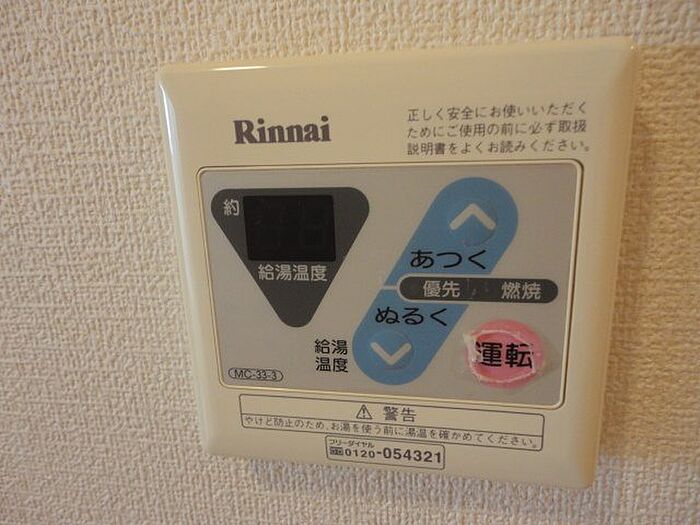 Rinnai
正しく安全にお使いいただく
ためにご使用の前に必ず取扱
説明書をよくお読みください。
約
給湯温度
あつく
優先 燃焼
ぬるく
給湯
温度
運転
MC-33-3
⚠ 警告
やけど防止のため、お湯を使う前に湯温を確かめてください。
フリーダイヤル
0120-054321